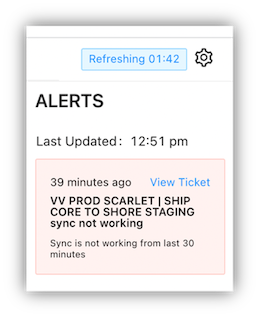 Refreshing 01:42
ALERTS
Last Updated: 12:51 pm
39 minutes ago View Ticket
VV PROD SCARLET | SHIP
CORE TO SHORE STAGING
sync not working
Sync is not working from last 30
minutes